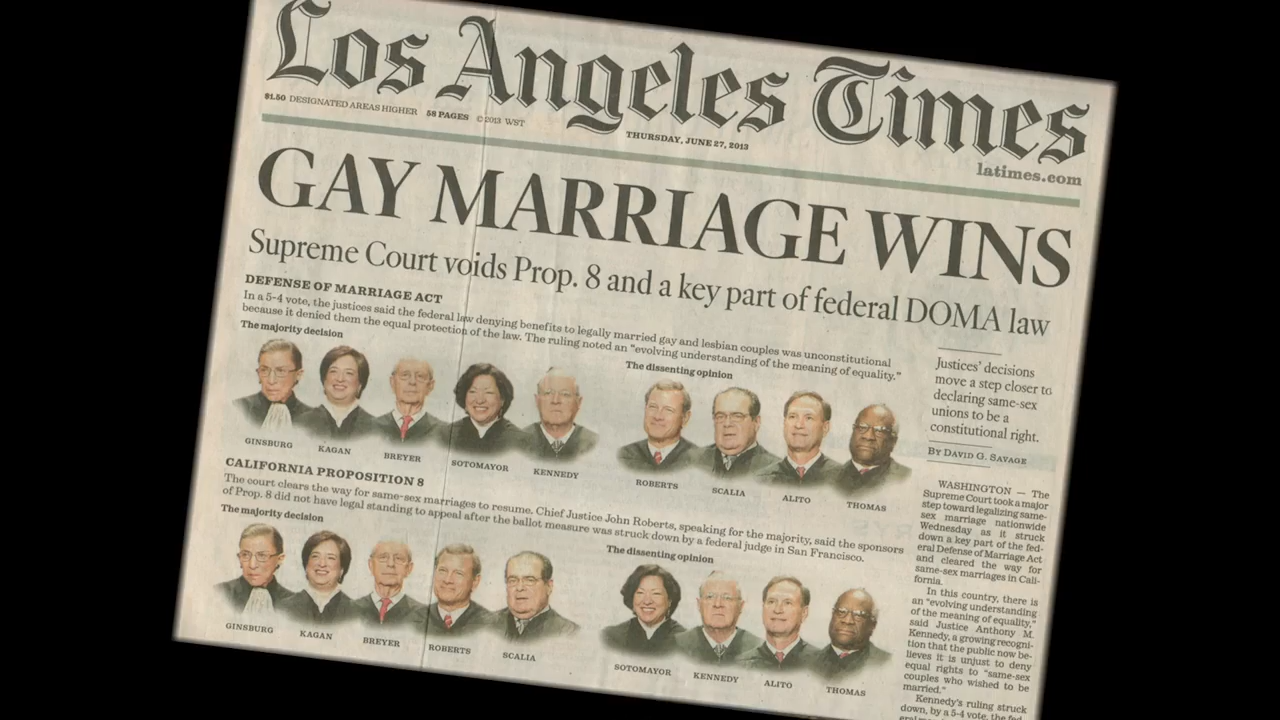 Los Angeles Times
$1.50 DESIGNATED AREAS HIGHER 58 PAGES © 2013 WST
THURSDAY, JUNE 27, 2013
latimes.com
GAY MARRIAGE WINS
Supreme Court voids Prop. 8 and a key part of federal DOMA law
DEFENSE OF MARRIAGE ACT
In a 5-4 vote, the justices said the federal law denying benefits to legally married gay and lesbian couples was unconstitutional
because it denied them the equal protection of the law. The ruling noted an "evolving understanding of the meaning of equality."
The majority decision
GINSBURG
KAGAN
BREYER
SOTOMAYOR
KENNEDY
The dissenting opinion
ROBERTS
SCALIA
ALITO
THOMAS
CALIFORNIA PROPOSITION 8
The court clears the way for same-sex marriages to resume. Chief Justice John Roberts, speaking for the majority, said the sponsors
of Prop. 8 did not have legal standing to appeal after the ballot measure was struck down by a federal judge in San Francisco.
The majority decision
GINSBURG
KAGAN
BREYER
ROBERTS
SCALIA
The dissenting opinion
SOTOMAYOR
KENNEDY
ALITO
THOMAS
Justices' decisions
move a step closer to
declaring same-sex
unions to be a
constitutional right.
BY DAVID G. SAVAGE
WASHINGTON — The
Supreme Court took a major
step toward legalizing same-
sex marriage nationwide
Wednesday as it struck
down a key part of the fed-
eral Defense of Marriage Act
and cleared the way for
same-sex marriages in Cali-
fornia.
In this country, there is
an "evolving understanding
of the meaning of equality,"
said Justice Anthony M.
Kennedy, a growing recogni-
tion that the public now be-
lieves it is unjust to deny
equal rights to "same-sex
couples who wished to be
married."
Kennedy's ruling struck
down, by a 5-4 vote, the fed-